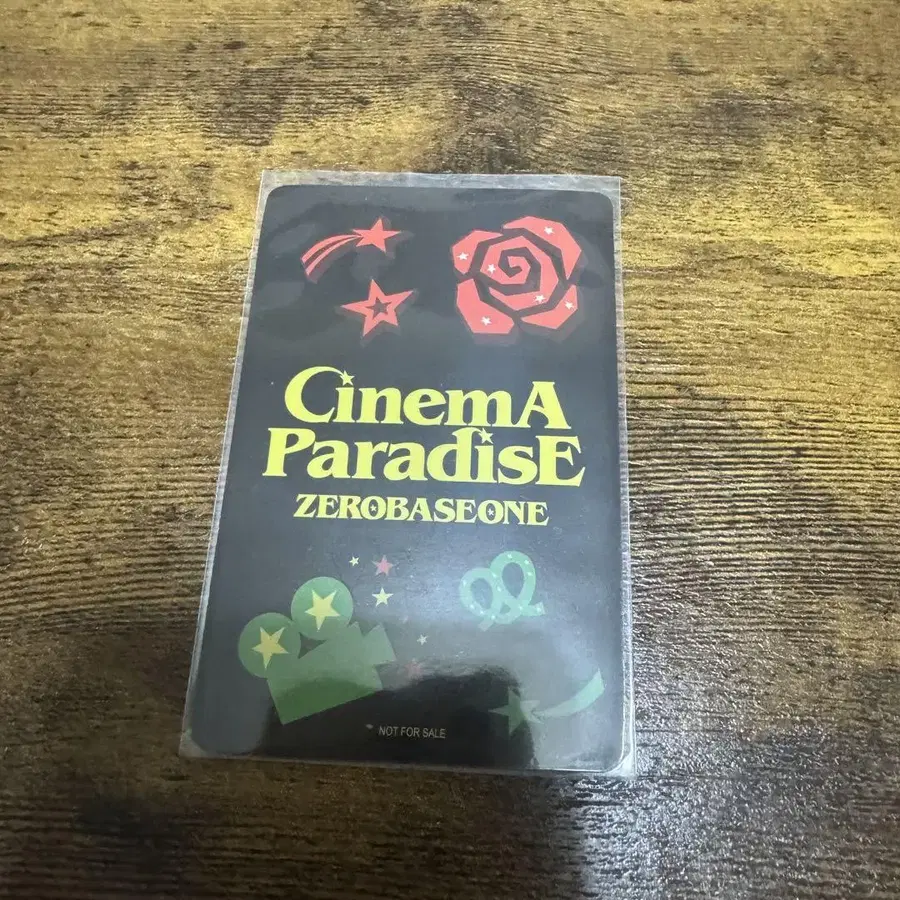 CinemA
ParadisE
ZEROBASEONE
NOT FOR SALE